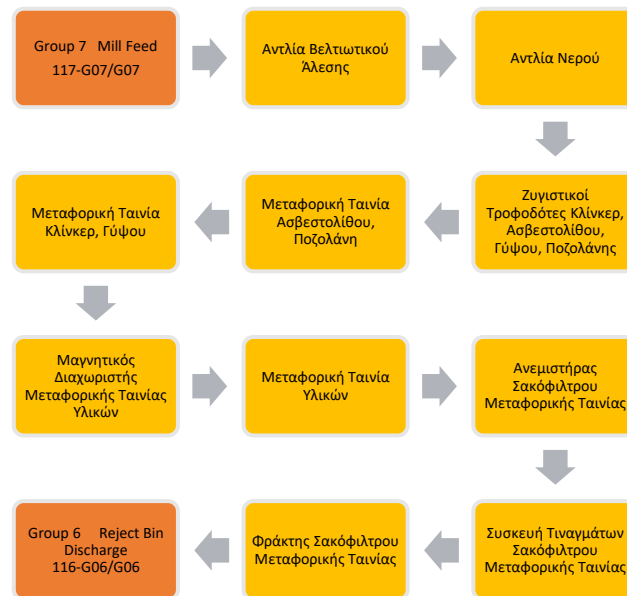 Group 7 Mill Feed
117-G07/G07
Αντλία Βελτιωτικού
Άλεσης
Αντλία Νερού
Ζυγιστικοί
Τροφοδότες Κλίνκερ,
Ασβεστολίθου,
Γύψου, Ποζολάνης
Μεταφορική Ταινία
Ασβεστολίθου,
Ποζολάνη
Μεταφορική Ταινία
Κλίνκερ, Γύψου
Μαγνητικός
Διαχωριστής
Μεταφορικής Ταινίας
Υλικών
Μεταφορική Ταινία
Υλικών
Ανεμιστήρας
Σακόφιλτρου
Μεταφορικής Ταινίας
Συσκευή Τιναγμάτων
Σακόφιλτρου
Μεταφορικής Ταινίας
Φράκτης Σακόφιλτρου
Μεταφορικής Ταινίας
Group 6 Reject Bin
Discharge
116-G06/G06